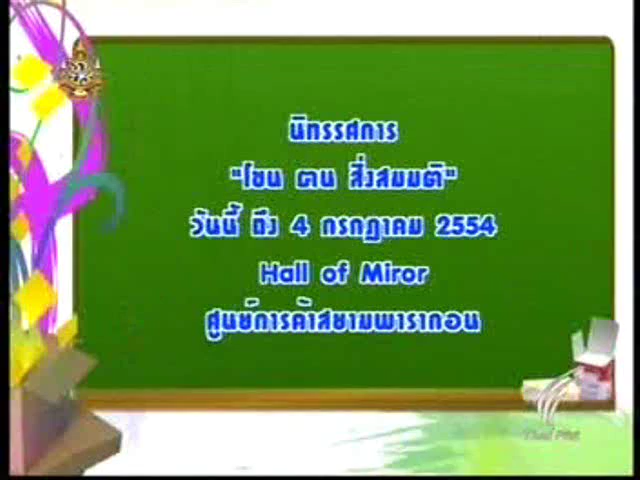 นิทรรศการ
"โขน ฅน สิ่งสมมติ"
วันนี้ ถึง 4 กรกฎาคม 2554
Hall of Miror
ศูนย์การค้าสยามพารากอน
Thai PBS